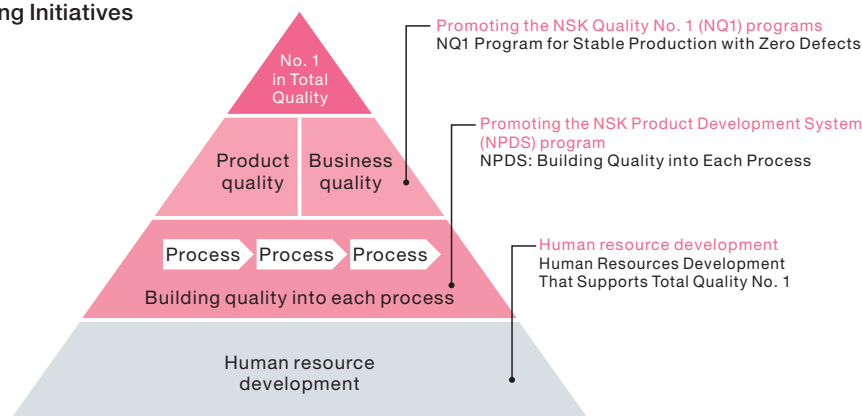 ng Initiatives
No. 1
in Total
Quality
Promoting the NSK Quality No. 1 (NQ1) programs
NQ1 Program for Stable Production with Zero Defects
Product
quality
Business
quality
Promoting the NSK Product Development System
(NPDS) program
NPDS: Building Quality into Each Process
Process
Process
Process
Building quality into each process
Human resource development
Human Resources Development
That Supports Total Quality No. 1
Human resource
development